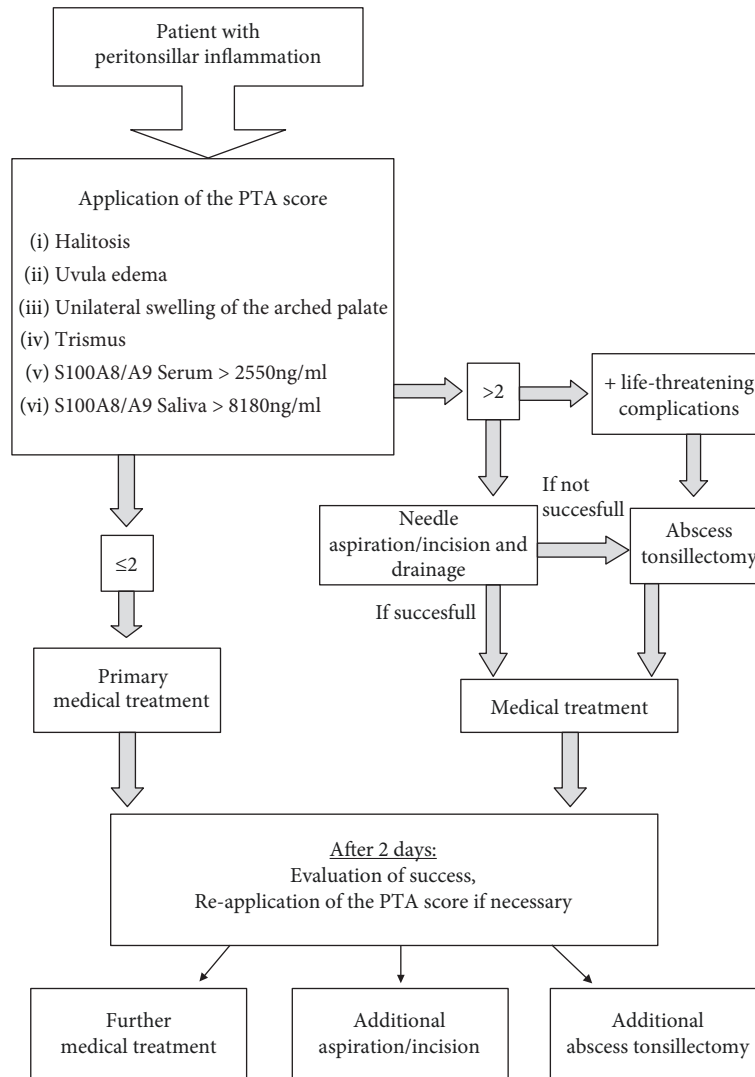 Patient with
peritonsillar inflammation
Application of the PTA score
(i) Halitosis
(ii) Uvula edema
(iii) Unilateral swelling of the arched palate
(iv) Trismus
(v) S100A8/A9 Serum > 2550ng/ml
(vi) S100A8/A9 Saliva > 8180ng/ml
>2
+ life-threatening
complications
Needle
aspiration/incision and
drainage
If not
succesfull
Abscess
tonsillectomy
≤2
If succesfull
Primary
medical treatment
Medical treatment
After 2 days:
Evaluation of success,
Re-application of the PTA score if necessary
Further
medical treatment
Additional
aspiration/incision
Additional
abscess tonsillectomy